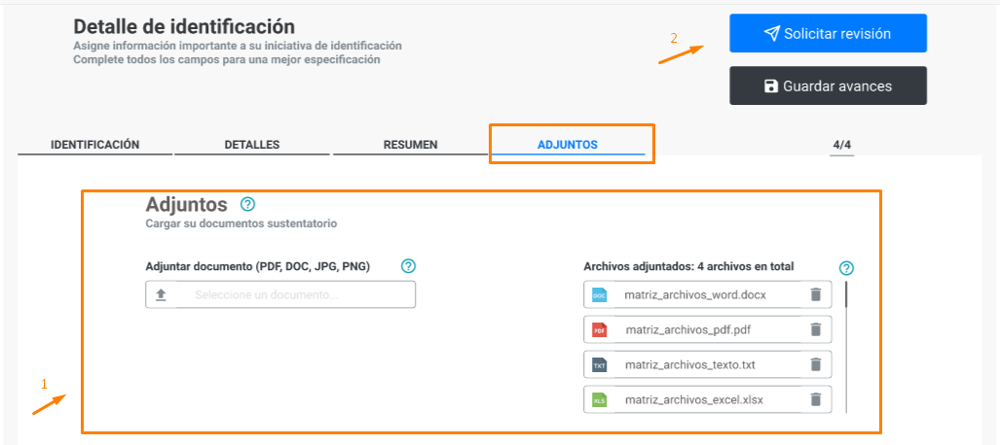 Detalle de identificación
Asigne información importante a su iniciativa de identificación
Complete todos los campos para una mejor especificación
2
Solicitar revisión
Guardar avances
IDENTIFICACIÓN
DETALLES
RESUMEN
ADJUNTOS
4/4
Adjuntos ?
Cargar su documentos sustentatorio
Adjuntar documento (PDF, DOC, JPG, PNG) ?
Seleccione un documento...
Archivos adjuntados: 4 archivos en total ?
DOC matriz_archivos_word.docx
PDF matriz_archivos_pdf.pdf
TXT matriz_archivos_texto.txt
XLS matriz_archivos_excel.xlsx
1